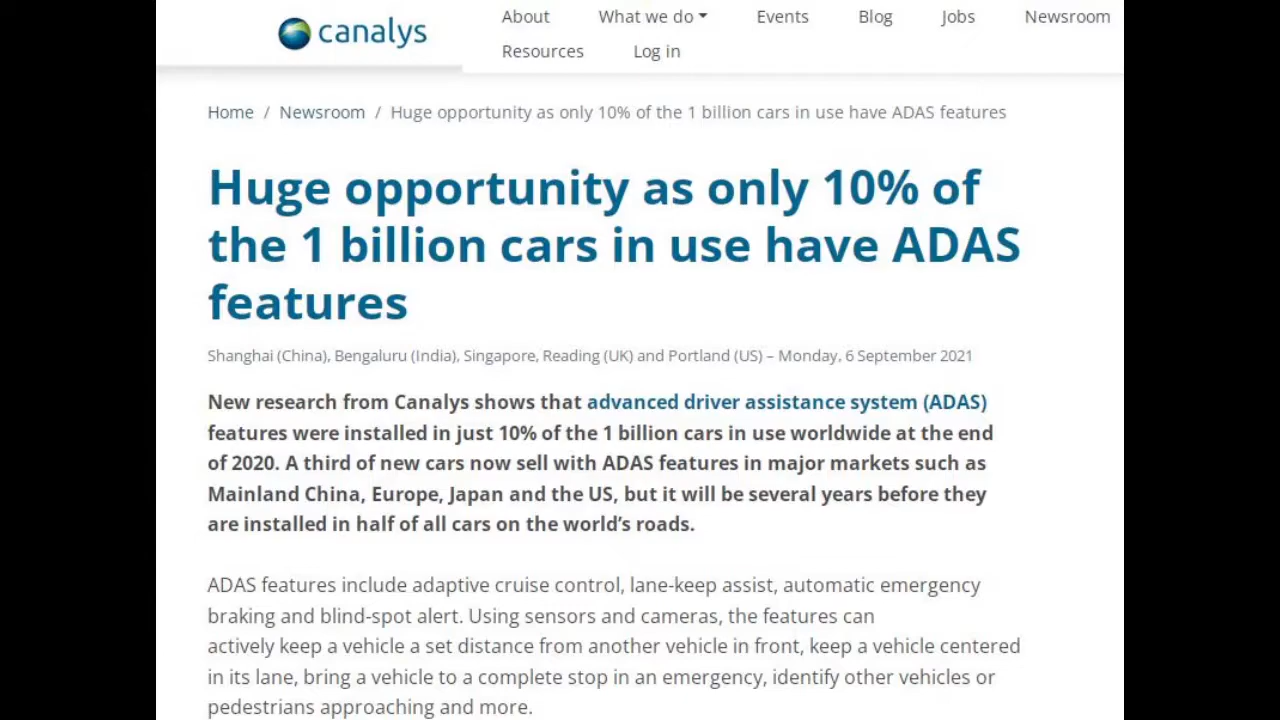 canalys
About What we do Events Blog Jobs Newsroom
Resources Log in
Home / Newsroom / Huge opportunity as only 10% of the 1 billion cars in use have ADAS features
Huge opportunity as only 10% of
the 1 billion cars in use have ADAS
features
Shanghai (China), Bengaluru (India), Singapore, Reading (UK) and Portland (US) – Monday, 6 September 2021
New research from Canalys shows that advanced driver assistance system (ADAS)
features were installed in just 10% of the 1 billion cars in use worldwide at the end
of 2020. A third of new cars now sell with ADAS features in major markets such as
Mainland China, Europe, Japan and the US, but it will be several years before they
are installed in half of all cars on the world’s roads.
ADAS features include adaptive cruise control, lane-keep assist, automatic emergency
braking and blind-spot alert. Using sensors and cameras, the features can
actively keep a vehicle a set distance from another vehicle in front, keep a vehicle centered
in its lane, bring a vehicle to a complete stop in an emergency, identify other vehicles or
pedestrians approaching and more.